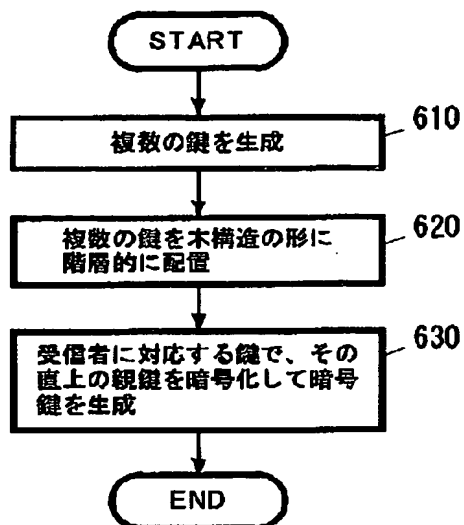 START
複数の鍵を生成
610
複数の鍵を木構造の形に
階層的に配置
620
受信者に対応する鍵で、その
直上の親鍵を暗号化して暗号
鍵を生成
630
END